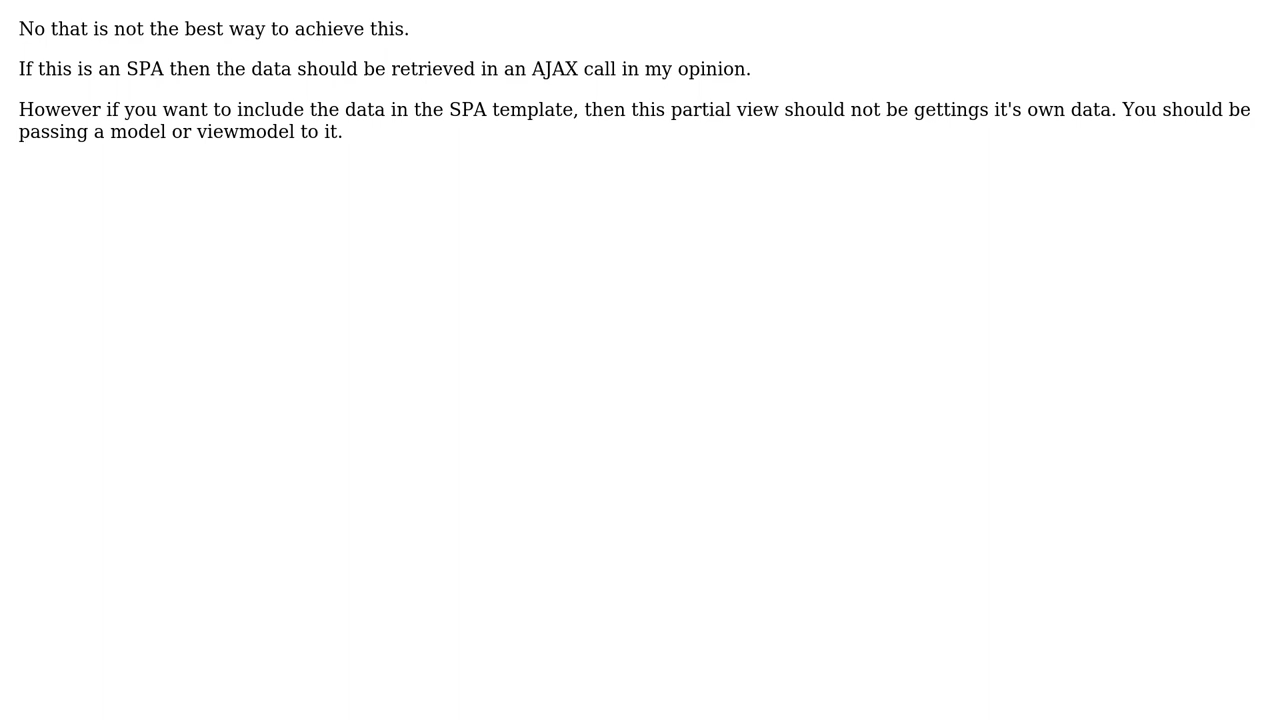 No that is not the best way to achieve this.
If this is an SPA then the data should be retrieved in an AJAX call in my opinion.
However if you want to include the data in the SPA template, then this partial view should not be gettings it's own data. You should be
passing a model or viewmodel to it.